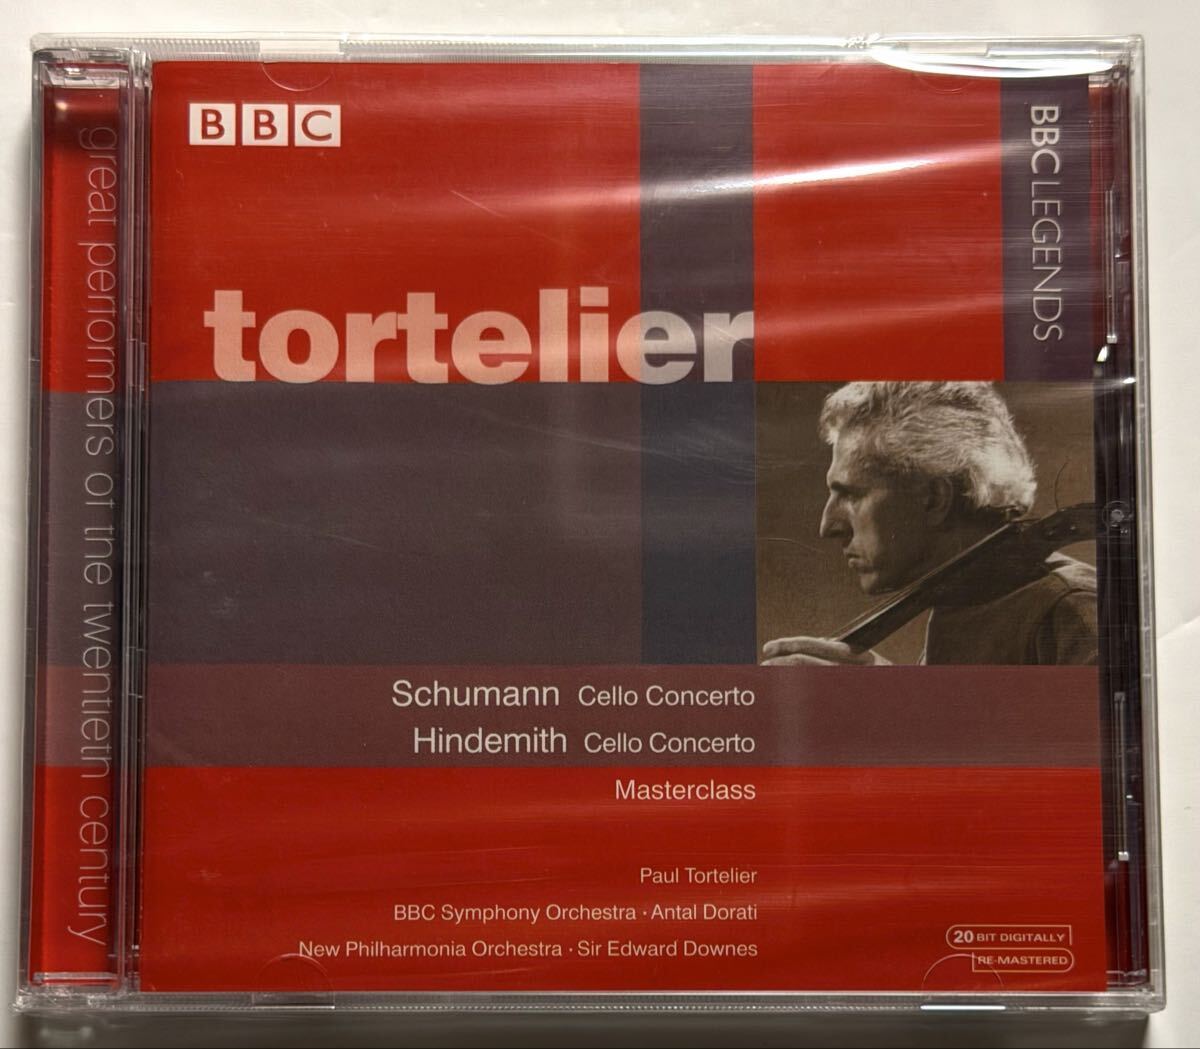 BBC
BBC LEGENDS
great performers of the twentieth century
tortelier
Schumann Cello Concerto
Hindemith Cello Concerto
Masterclass
Paul Tortelier
BBC Symphony Orchestra · Antal Dorati
New Philharmonia Orchestra · Sir Edward Downes
20 BIT DIGITALLY
RE-MASTERED